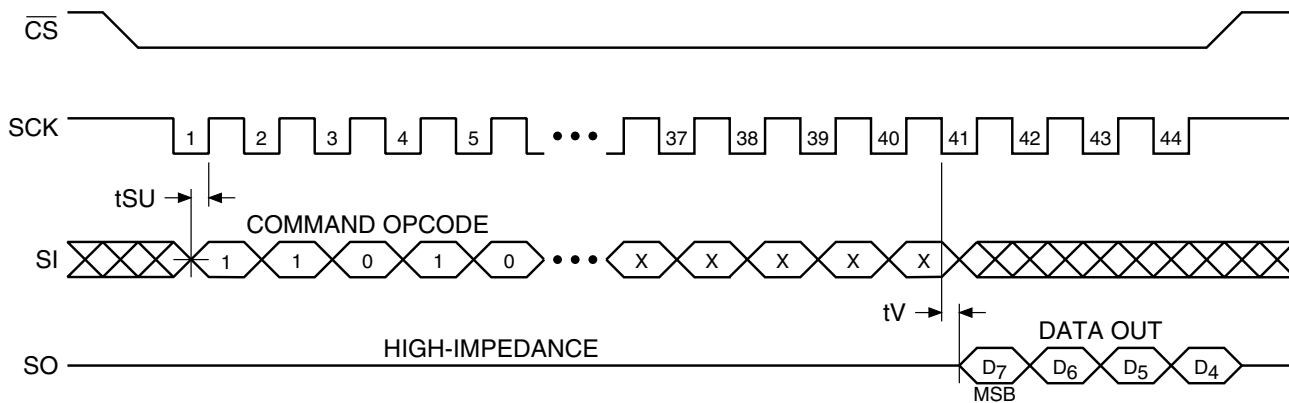 CS
SCK 1 2 3 4 5 ••• 37 38 39 40 41 42 43 44
tSU
COMMAND OPCODE
SI 1 1 0 1 0 ••• X X X X X
tV
DATA OUT
HIGH-IMPEDANCE
SO D7 D6 D5 D4
MSB